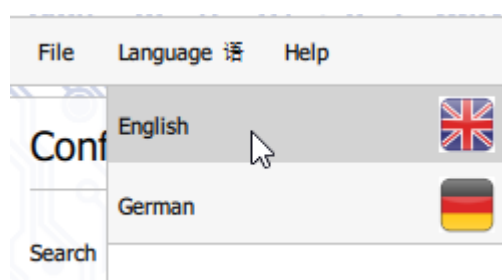 File Language 语 Help
English
Conf
German
Search